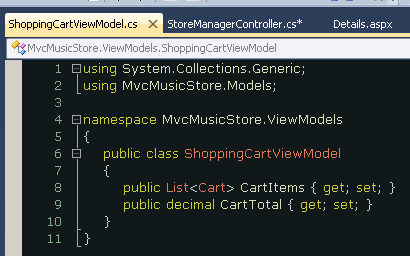 ShoppingCartViewModel.cs StoreManagerController.cs* Details.aspx
MvcMusicStore.ViewModels.ShoppingCartViewModel
1 using System.Collections.Generic;
2 using MvcMusicStore.Models;
3
4 namespace MvcMusicStore.ViewModels
5 {
6 public class ShoppingCartViewModel
7 {
8 public List<Cart> CartItems { get; set; }
9 public decimal CartTotal { get; set; }
10 }
11 }